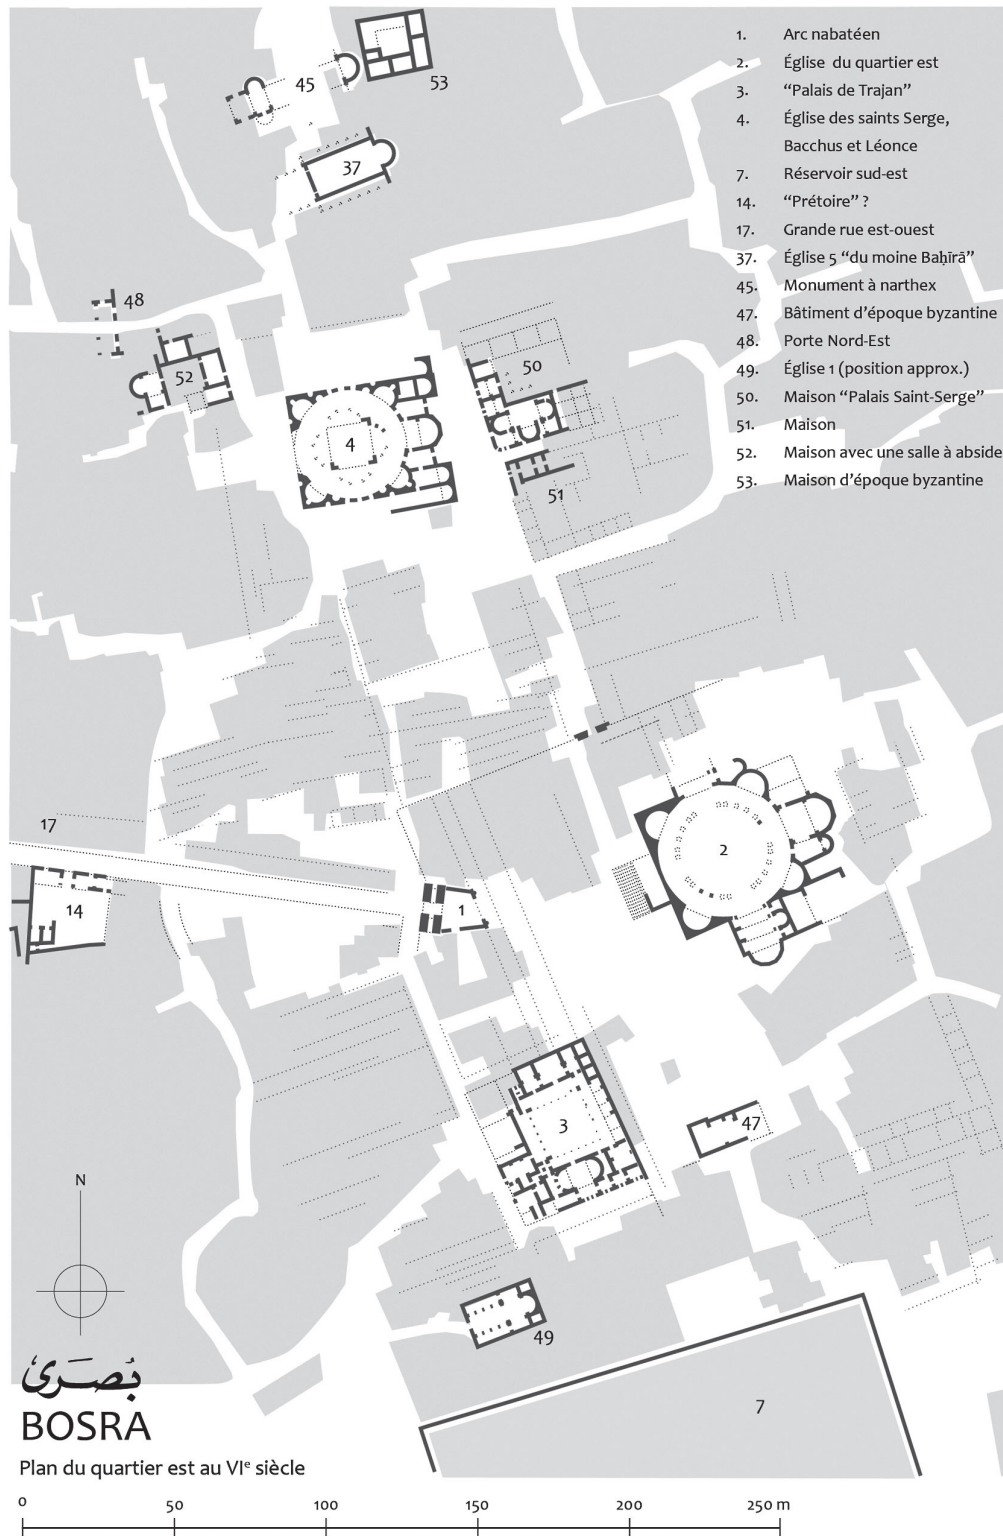 1. Arc nabatéen
2. Église du quartier est
3. “Palais de Trajan”
4. Église des saints Serge,
Bacchus et Léonce
7. Réservoir sud-est
14. “Prétoire” ?
17. Grande rue est-ouest
37. Église 5 “du moine Baḥīrā”
45. Monument à narthex
47. Bâtiment d’époque byzantine
48. Porte Nord-Est
49. Église 1 (position approx.)
50. Maison “Palais Saint-Serge”
51. Maison
52. Maison avec une salle à abside
53. Maison d’époque byzantine
45
53
37
48
52
50
4
51
17
2
14
1
3
47
49
7
N
بُصرَى
BOSRA
Plan du quartier est au VIe siècle
0 50 100 150 200 250 m